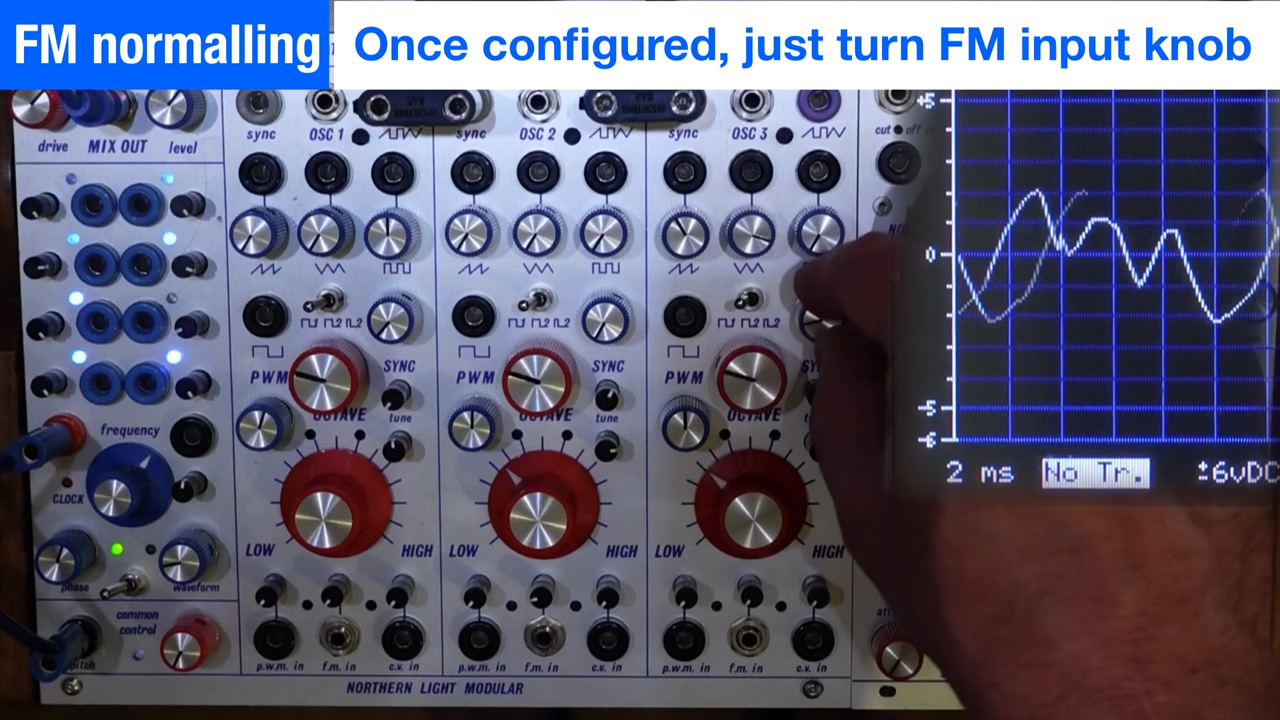 FM normalling
Once configured, just turn FM input knob
drive MIX OUT level
sync OSC 1
sync OSC 2
sync OSC 3
cut off
+5
0
-5
-6
2 ms No Tr. ±6vDC
PWM SYNC
PWM SYNC
PWM
OCTAVE tune
OCTAVE tune
OCTAVE
frequency
CLOCK
LOW HIGH
LOW HIGH
LOW HIGH
phase waveform
common
control
pitch
p.w.m. in f.m. in c.v. in
p.w.m. in f.m. in c.v. in
p.w.m. in f.m. in c.v. in
NORTHERN LIGHT MODULAR